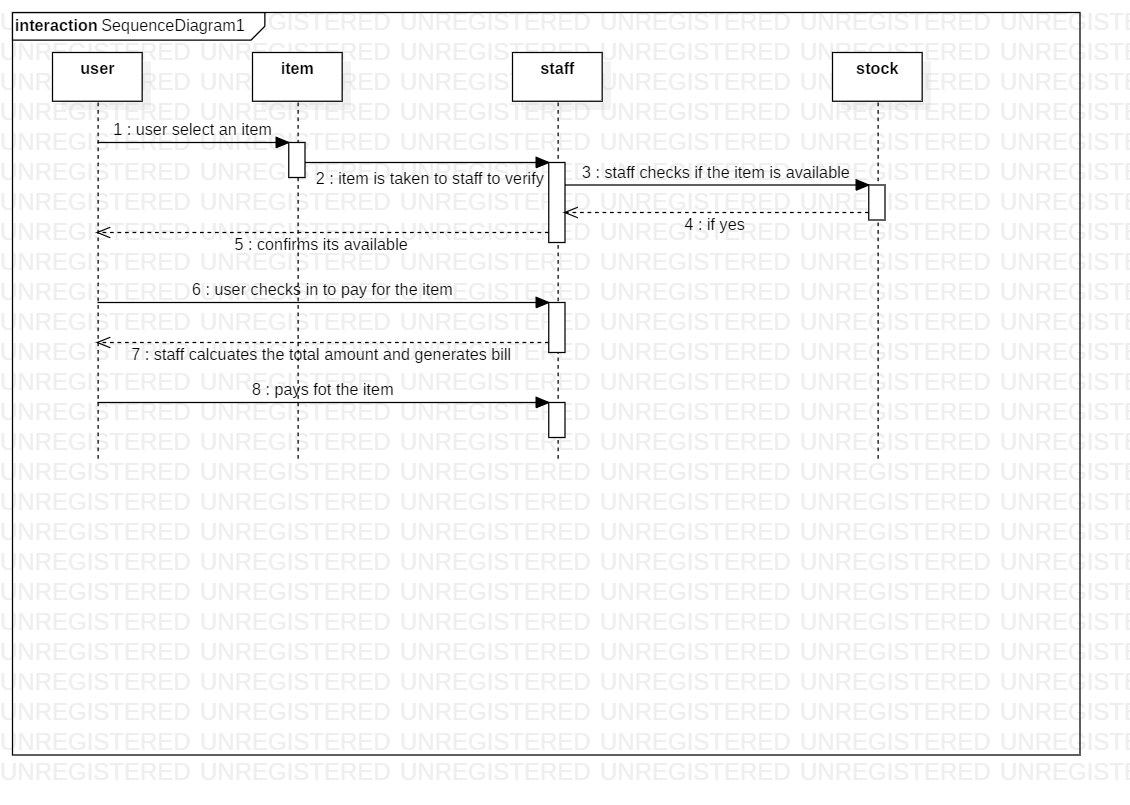 interaction SequenceDiagram1
user
item
staff
stock
1 : user select an item
2 : item is taken to staff to verify
3 : staff checks if the item is available
4 : if yes
5 : confirms its available
6 : user checks in to pay for the item
7 : staff calcuates the total amount and generates bill
8 : pays fot the item
UNREGISTERED